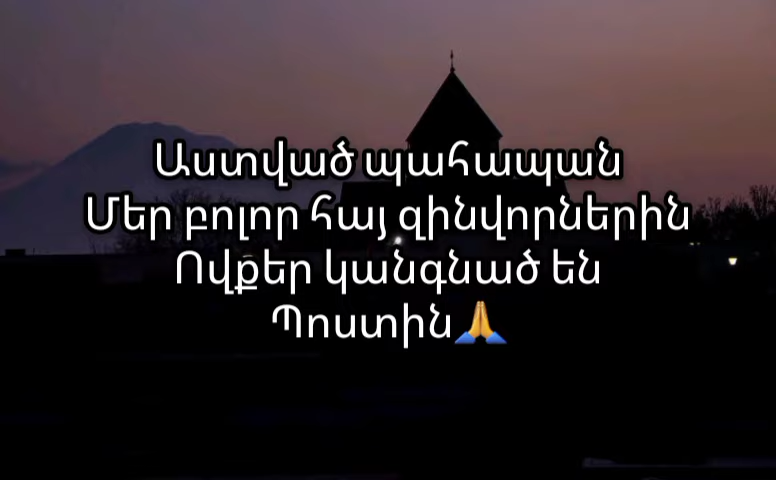 Աստված պահապան
Մեր բոլոր հայ զինվորներին
Ովքեր կանգնած են
Պոստին🙏